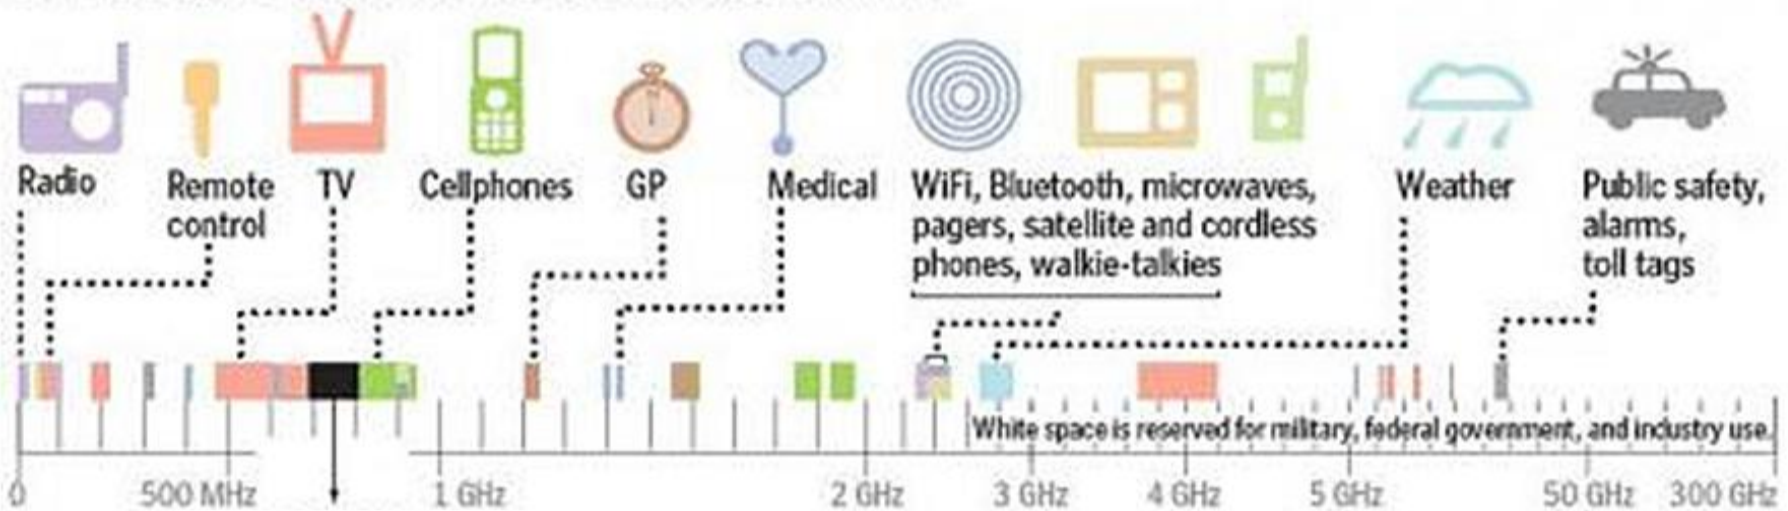 Radio
Remote
control
TV
Cellphones
GP
Medical
WiFi, Bluetooth, microwaves,
pagers, satellite and cordless
phones, walkie-talkies
Weather
Public safety,
alarms,
toll tags
White space is reserved for military, federal government, and industry use.
0
500 MHz
1 GHz
2 GHz
3 GHz
4 GHz
5 GHz
50 GHz
300 GHz